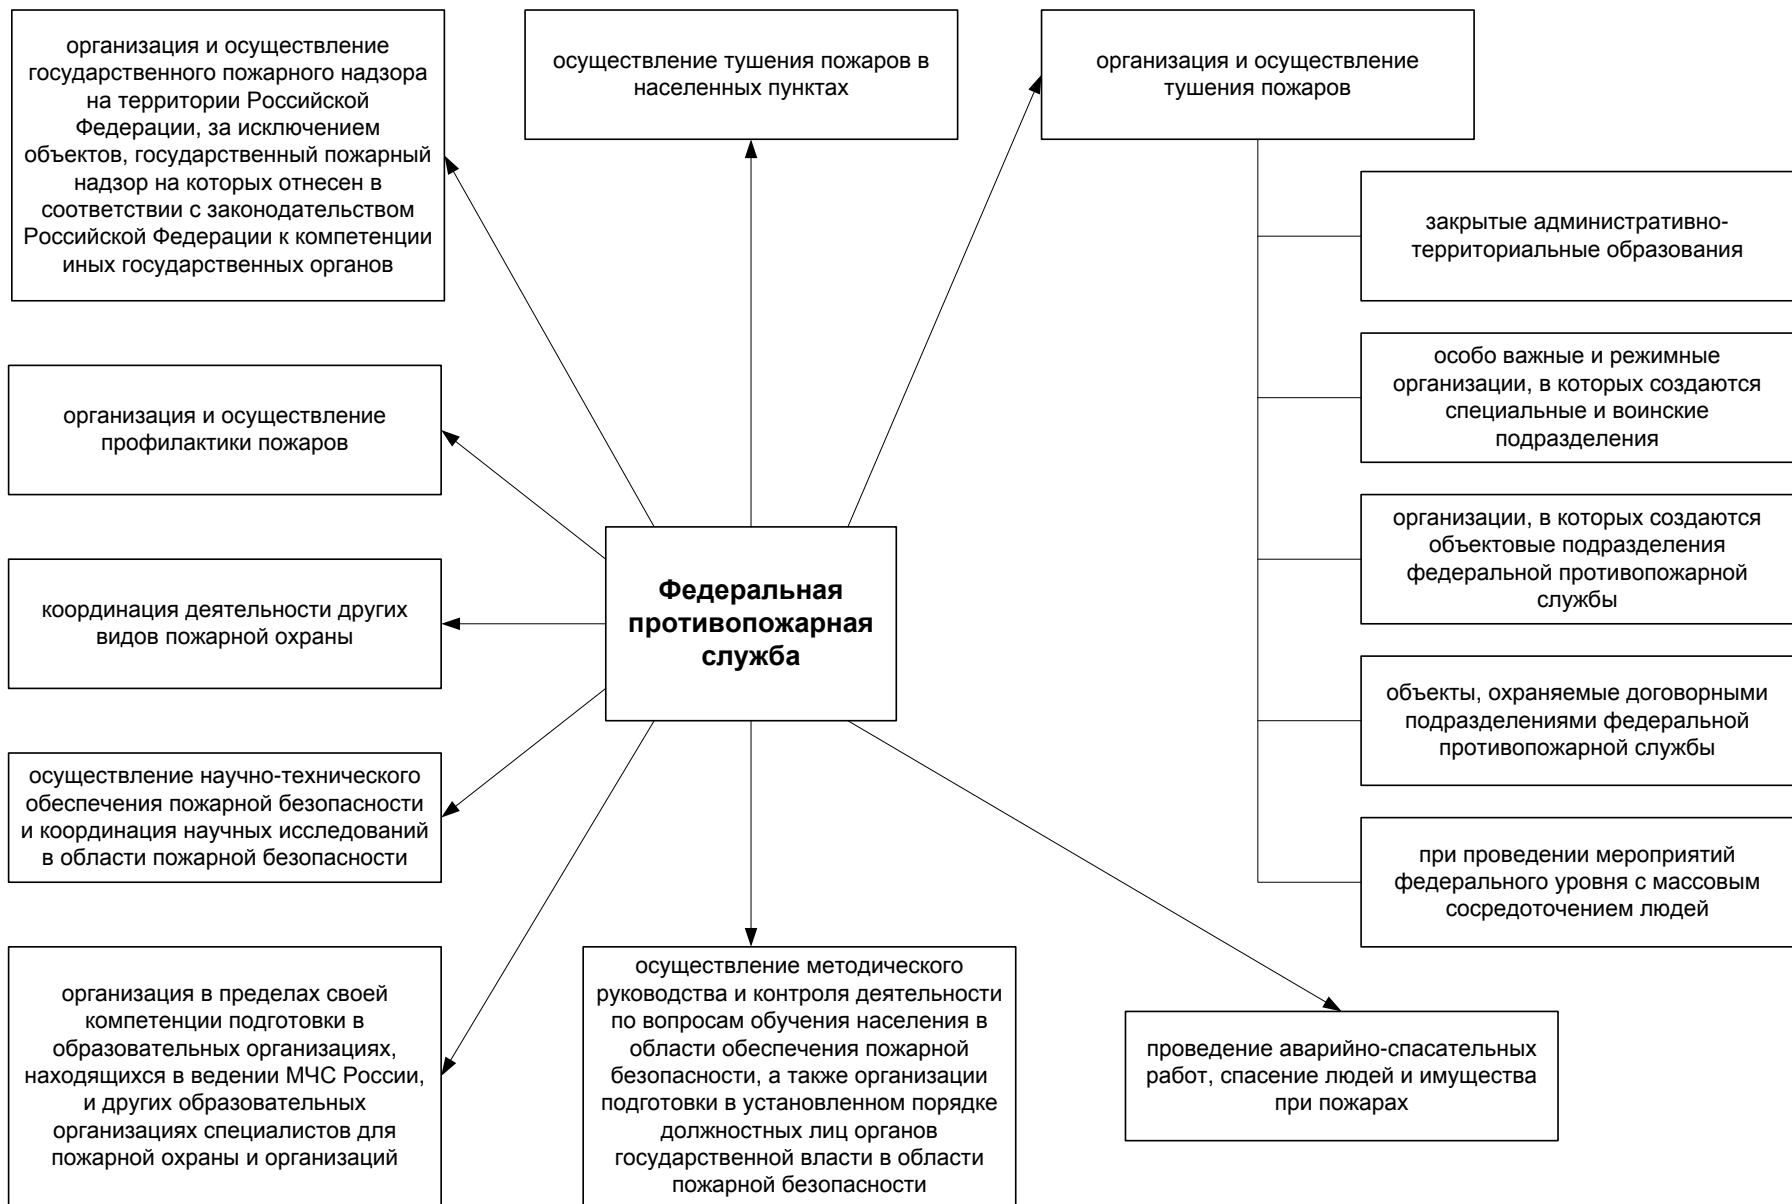 организация и осуществление
государственного пожарного надзора
на территории Российской
Федерации, за исключением
объектов, государственный пожарный
надзор на которых отнесен в
соответствии с законодательством
Российской Федерации к компетенции
иных государственных органов
осуществление тушения пожаров в
населенных пунктах
организация и осуществление
тушения пожаров
закрытые административно-
территориальные образования
особо важные и режимные
организации, в которых создаются
специальные и воинские
подразделения
организации, в которых создаются
объектовые подразделения
федеральной противопожарной
службы
объекты, охраняемые договорными
подразделениями федеральной
противопожарной службы
при проведении мероприятий
федерального уровня с массовым
сосредоточением людей
организация и осуществление
профилактики пожаров
координация деятельности других
видов пожарной охраны
Федеральная
противопожарная
служба
осуществление научно-технического
обеспечения пожарной безопасности
и координация научных исследований
в области пожарной безопасности
организация в пределах своей
компетенции подготовки в
образовательных организациях,
находящихся в ведении МЧС России,
и других образовательных
организациях специалистов для
пожарной охраны и организаций
осуществление методического
руководства и контроля деятельности
по вопросам обучения населения в
области обеспечения пожарной
безопасности, а также организации
подготовки в установленном порядке
должностных лиц органов
государственной власти в области
пожарной безопасности
проведение аварийно-спасательных
работ, спасение людей и имущества
при пожарах